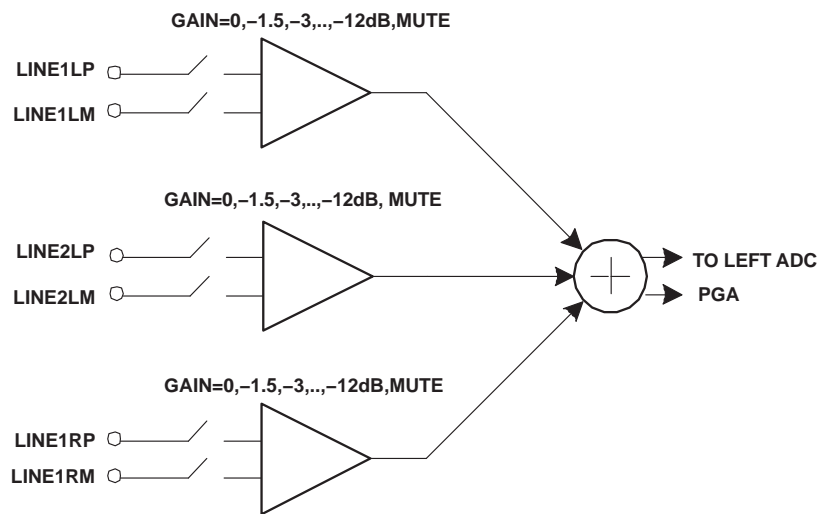 GAIN=0,–1.5,–3,..,–12dB,MUTE
LINE1LP
LINE1LM
GAIN=0,–1.5,–3,..,–12dB, MUTE
LINE2LP
LINE2LM
TO LEFT ADC
PGA
GAIN=0,–1.5,–3,..,–12dB,MUTE
LINE1RP
LINE1RM